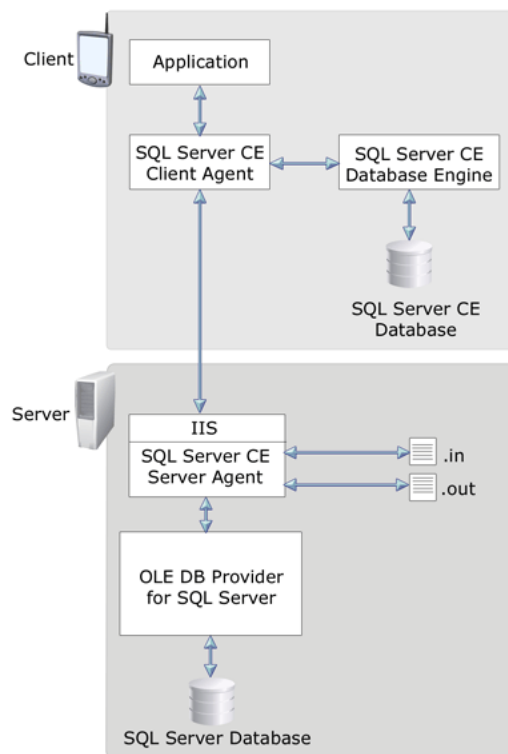 Client
Application
SQL Server CE
Client Agent
SQL Server CE
Database Engine
SQL Server CE
Database
Server
IIS
SQL Server CE
Server Agent
.in
.out
OLE DB Provider
for SQL Server
SQL Server Database